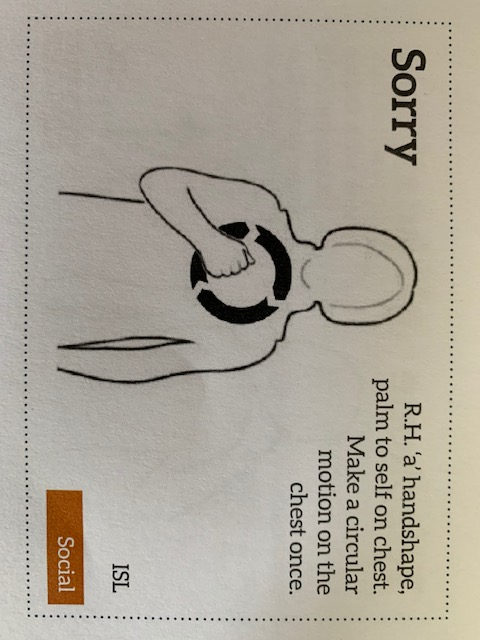 Sorry
R.H. ‘a’ handshape,
palm to self on chest.
Make a circular
motion on the
chest once.
ISL
Social